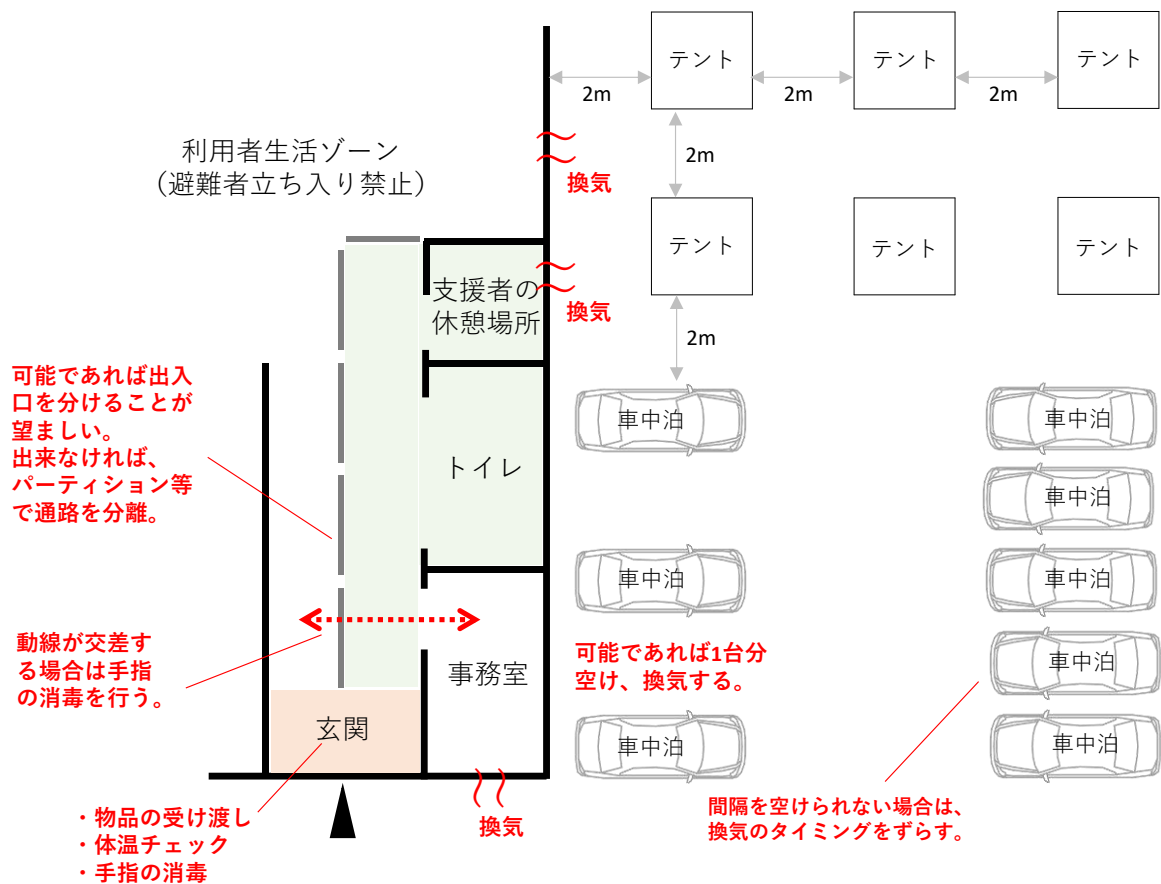 テント
テント
テント
2m
2m
2m
2m
利用者生活ゾーン
（避難者立ち入り禁止）
換気
テント
テント
テント
支援者の
休憩場所
換気
2m
可能であれば出入
口を分けることが
望ましい。
出来なければ、
パーティション等
で通路を分離。
車中泊
車中泊
トイレ
車中泊
車中泊
車中泊
動線が交差す
る場合は手指
の消毒を行う。
事務室
可能であれば1台分
空け、換気する。
車中泊
玄関
車中泊
車中泊
・物品の受け渡し
・体温チェック
・手指の消毒
換気
間隔を空けられない場合は、
換気のタイミングをずらす。